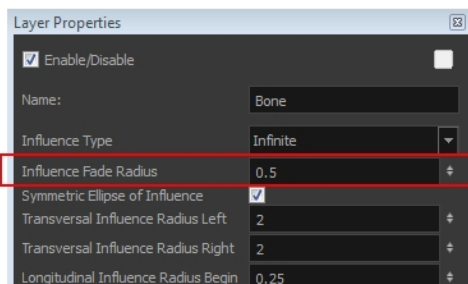 Layer Properties
Enable/Disable
Name: Bone
Influence Type Infinite
Influence Fade Radius 0.5
Symmetric Ellipse of Influence
Transversal Influence Radius Left 2
Transversal Influence Radius Right 2
Longitudinal Influence Radius Begin 0.25